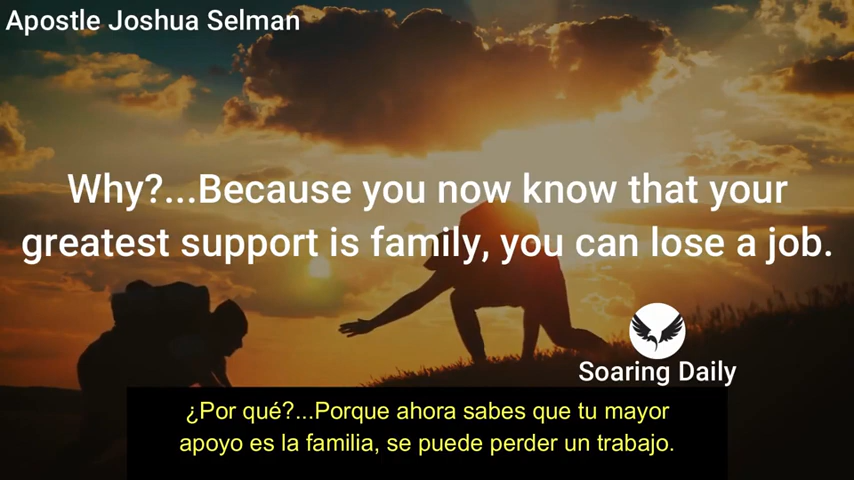 Apostle Joshua Selman
Why?...Because you now know that your
greatest support is family, you can lose a job.
Soaring Daily
¿Por qué?...Porque ahora sabes que tu mayor
apoyo es la familia, se puede perder un trabajo.